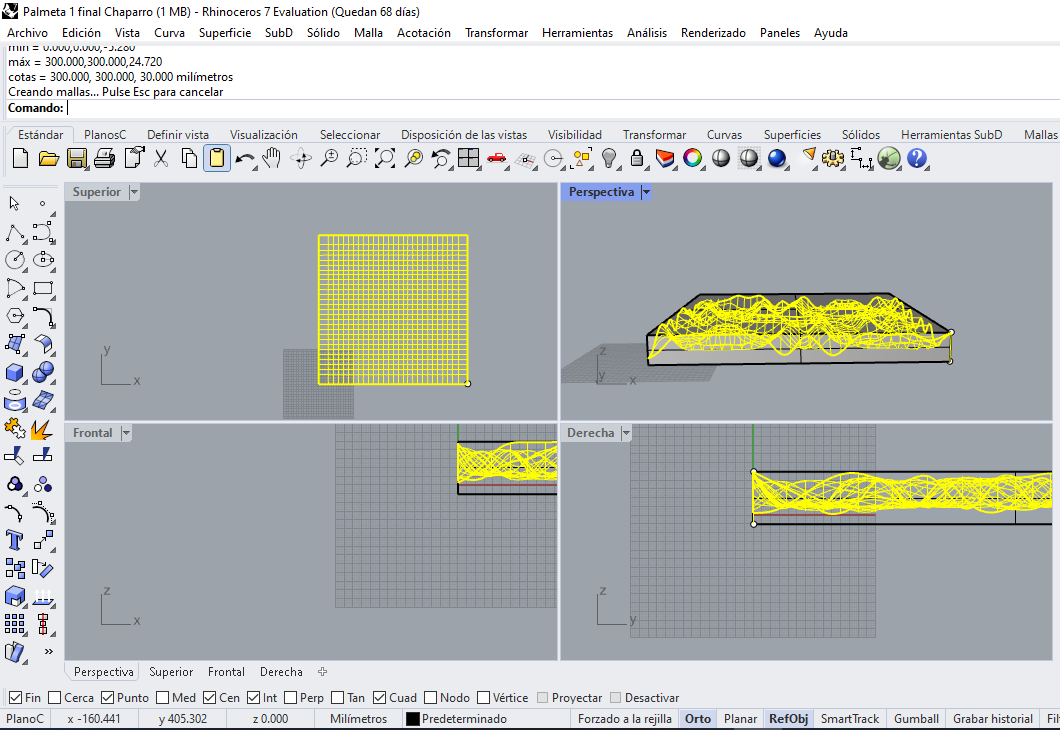 Palmeta 1 final Chaparro (1 MB) - Rhinoceros 7 Evaluation (Quedan 68 días)
Archivo Edición Vista Curva Superficie SubD Sólido Malla Acotación Transformar Herramientas Análisis Renderizado Paneles Ayuda
mín = 0.000,0.000,-5.280
máx = 300.000,300.000,24.720
cotas = 300.000, 300.000, 30.000 milímetros
Creando mallas... Pulse Esc para cancelar
Comando:
Estándar PlanosC Definir vista Visualización Seleccionar Disposición de las vistas Visibilidad Transformar Curvas Superficies Sólidos Herramientas SubD Mallas
Superior
Perspectiva
y
x
z
y
x
Frontal
Derecha
z
x
z
y
Perspectiva Superior Frontal Derecha
Fin Cerca Punto Med Cen Int Perp Tan Cuad Nodo Vértice Proyectar Desactivar
PlanoC x -160.441 y 405.302 z 0.000 Milímetros Predeterminado Forzado a la rejilla Orto Planar RefObj SmartTrack Gumball Grabar historial Fil